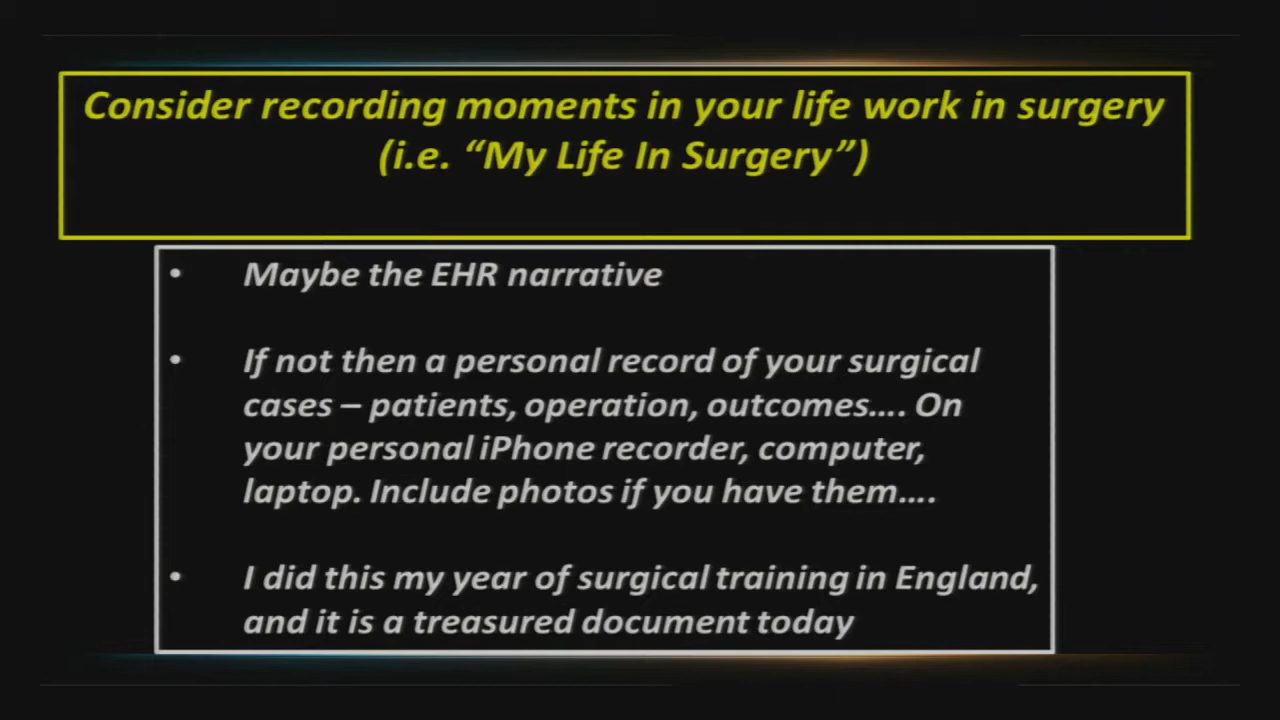 Consider recording moments in your life work in surgery
(i.e. “My Life In Surgery”)
• Maybe the EHR narrative
• If not then a personal record of your surgical
cases – patients, operation, outcomes…. On
your personal iPhone recorder, computer,
laptop. Include photos if you have them….
• I did this my year of surgical training in England,
and it is a treasured document today